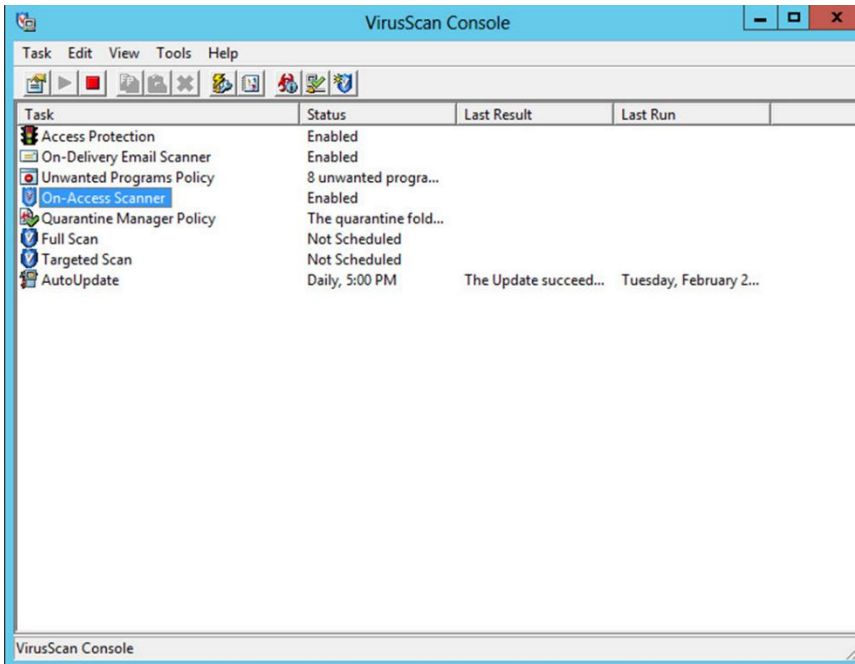 VirusScan Console
Task Edit View Tools Help
Task Status Last Result Last Run
Access Protection Enabled
On-Delivery Email Scanner Enabled
Unwanted Programs Policy 8 unwanted progra...
On-Access Scanner Enabled
Quarantine Manager Policy The quarantine fold...
Full Scan Not Scheduled
Targeted Scan Not Scheduled
AutoUpdate Daily, 5:00 PM The Update succeed... Tuesday, February 2...
VirusScan Console